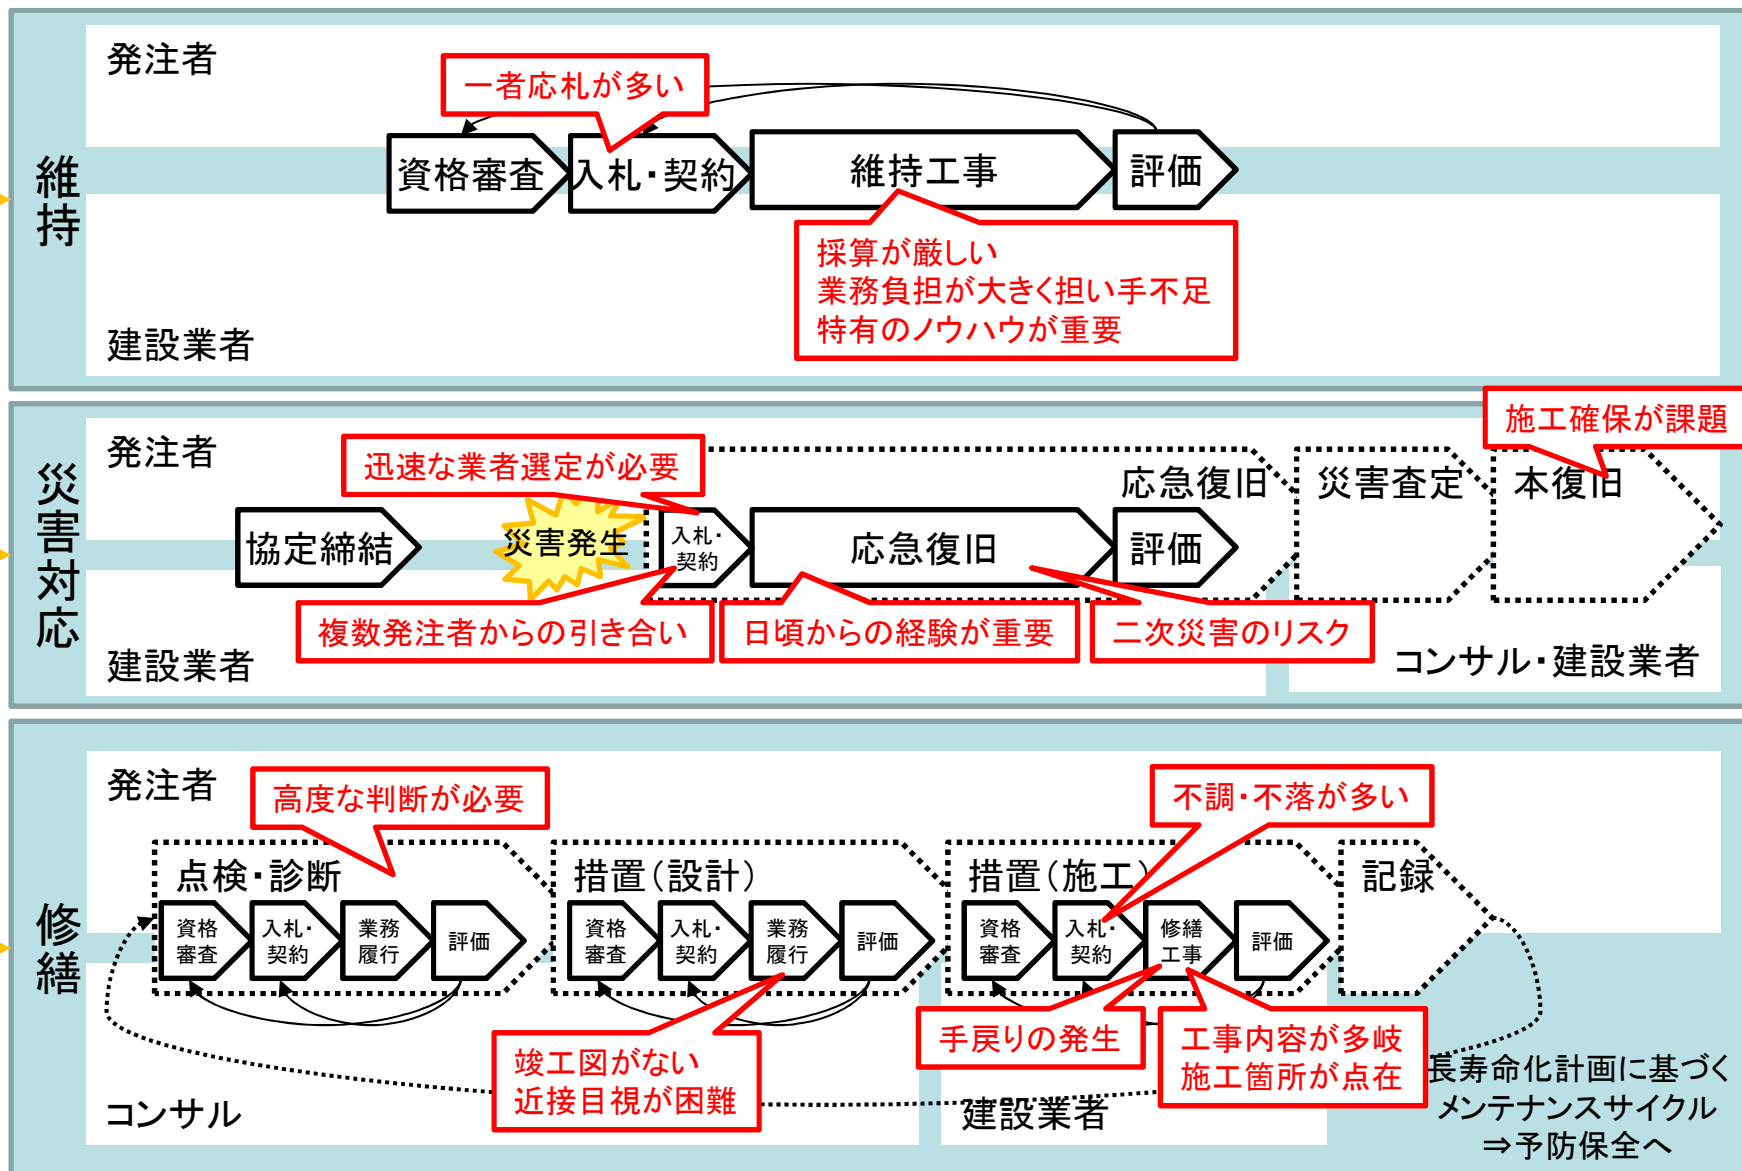 維持
発注者
一者応札が多い
資格審査
入札・契約
維持工事
評価
採算が厳しい
業務負担が大きく担い手不足
特有のノウハウが重要
建設業者
災害対応
発注者
施工確保が課題
迅速な業者選定が必要
応急復旧
災害査定
本復旧
協定締結
災害発生
入札・
契約
応急復旧
評価
複数発注者からの引き合い
日頃からの経験が重要
二次災害のリスク
建設業者
コンサル・建設業者
修繕
発注者
高度な判断が必要
不調・不落が多い
点検・診断
資格
審査
入札・
契約
業務
履行
評価
措置（設計）
資格
審査
入札・
契約
業務
履行
評価
措置（施工）
資格
審査
入札・
契約
修繕
工事
評価
記録
竣工図がない
近接目視が困難
手戻りの発生
工事内容が多岐
施工箇所が点在
コンサル
建設業者
長寿命化計画に基づく
メンテナンスサイクル
⇒予防保全へ